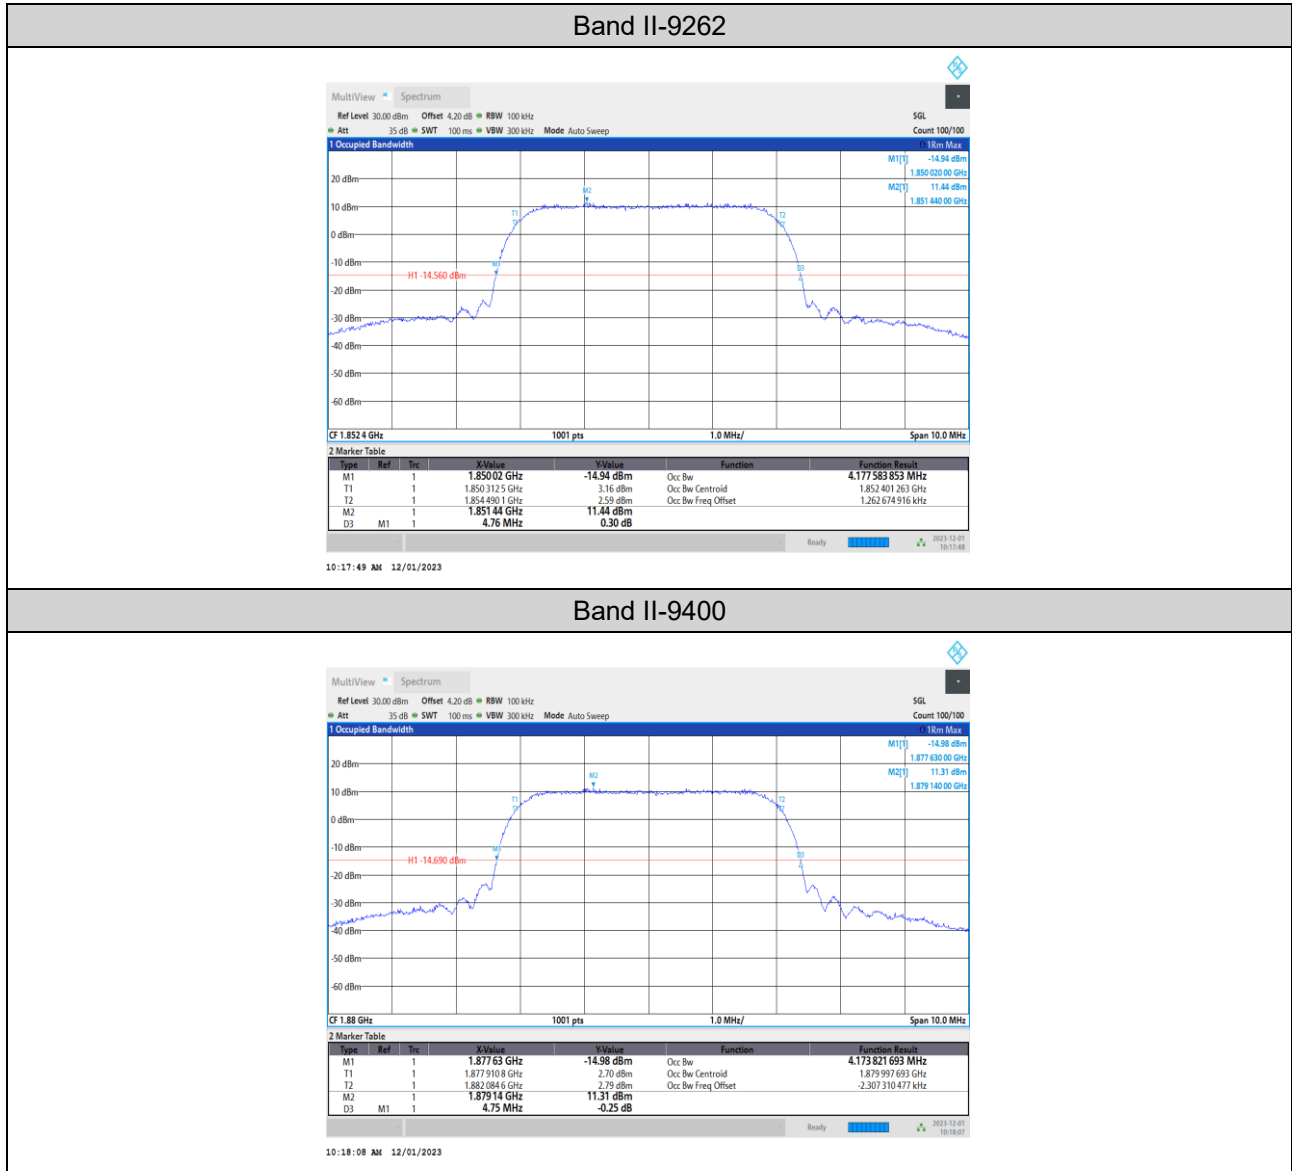 Band II-9262
MultiView Spectrum
Ref Level 30.00 dBm Offset 4.20 dB RBW 100 kHz SGL
Att 35 dB SWT 100 ms VBW 300 kHz Mode Auto Sweep Count 100/100
1 Occupied Bandwidth 1Rm Max
M1[1] -14.94 dBm
1.850 020 00 GHz
M2[1] 11.44 dBm
1.851 440 00 GHz
20 dBm
M2
10 dBm
T1
T2
0 dBm
-10 dBm
M1
D3
H1 -14.560 dBm
-20 dBm
-30 dBm
-40 dBm
-50 dBm
-60 dBm
CF 1.852 4 GHz 1001 pts 1.0 MHz/ Span 10.0 MHz
2 Marker Table
Type Ref Trc X-Value Y-Value Function Function Result
M1 1 1.850 02 GHz -14.94 dBm Occ Bw 4.177 583 853 MHz
T1 1 1.850 312 5 GHz 3.16 dBm Occ Bw Centroid 1.852 401 263 GHz
T2 1 1.854 490 1 GHz 2.59 dBm Occ Bw Freq Offset 1.262 674 916 kHz
M2 1 1.851 44 GHz 11.44 dBm
D3 M1 1 4.76 MHz 0.30 dB
Ready 2023-12-01
10:17:48
10:17:49 AM 12/01/2023
Band II-9400
MultiView Spectrum
Ref Level 30.00 dBm Offset 4.20 dB RBW 100 kHz SGL
Att 35 dB SWT 100 ms VBW 300 kHz Mode Auto Sweep Count 100/100
1 Occupied Bandwidth 1Rm Max
M1[1] -14.98 dBm
1.877 630 00 GHz
M2[1] 11.31 dBm
1.879 140 00 GHz
20 dBm
M2
10 dBm
T1
T2
0 dBm
-10 dBm
M1
D3
H1 -14.690 dBm
-20 dBm
-30 dBm
-40 dBm
-50 dBm
-60 dBm
CF 1.88 GHz 1001 pts 1.0 MHz/ Span 10.0 MHz
2 Marker Table
Type Ref Trc X-Value Y-Value Function Function Result
M1 1 1.877 63 GHz -14.98 dBm Occ Bw 4.173 821 693 MHz
T1 1 1.877 910 8 GHz 2.70 dBm Occ Bw Centroid 1.879 997 693 GHz
T2 1 1.882 084 6 GHz 2.79 dBm Occ Bw Freq Offset -2.307 310 477 kHz
M2 1 1.879 14 GHz 11.31 dBm
D3 M1 1 4.75 MHz -0.25 dB
Ready 2023-12-01
10:18:07
10:18:08 AM 12/01/2023